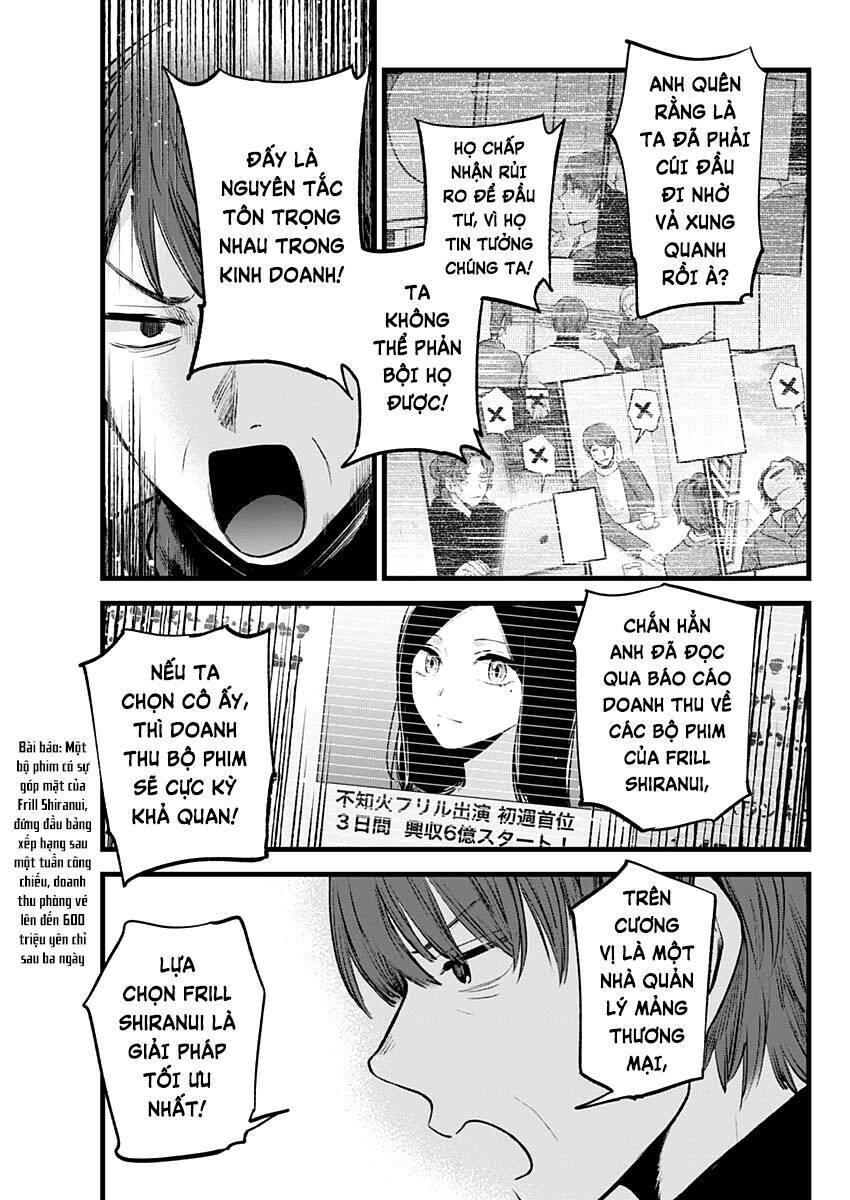 ANH QUÊN
RẰNG LÀ
TA ĐÃ PHẢI
CÚI ĐẦU
ĐI NHỜ
VẢ XUNG
QUANH
RỒI À?
HỌ CHẤP
NHẬN RỦI
RO ĐỂ ĐẦU
TƯ, VÌ HỌ
TIN TƯỞNG
CHÚNG TA!
TA
KHÔNG
THỂ PHẢN
BỘI HỌ
ĐƯỢC!
ĐẤY LÀ
NGUYÊN TẮC
TÔN TRỌNG
NHAU TRONG
KINH DOANH!
CHẮN HẲN
ANH ĐÃ ĐỌC
QUA BÁO CÁO
DOANH THU VỀ
CÁC BỘ PHIM
CỦA FRILL
SHIRANUI,
不知火フリル出演 初週首位
3日間 興収6億スタート!
NẾU TA
CHỌN CÔ ẤY,
THÌ DOANH
THU BỘ PHIM
SẼ CỰC KỲ
KHẢ QUAN!
Bài báo: Một
bộ phim có sự
góp mặt của
Frill Shiranui,
đứng đầu bảng
xếp hạng sau
một tuần công
chiếu, doanh
thu phòng vé
lên đến 600
triệu yên chỉ
sau ba ngày
TRÊN
CƯƠNG
VỊ LÀ MỘT
NHÀ QUẢN
LÝ MẢNG
THƯƠNG
MẠI,
LỰA
CHỌN FRILL
SHIRANUI LÀ
GIẢI PHÁP
TỐI ƯU
NHẤT!